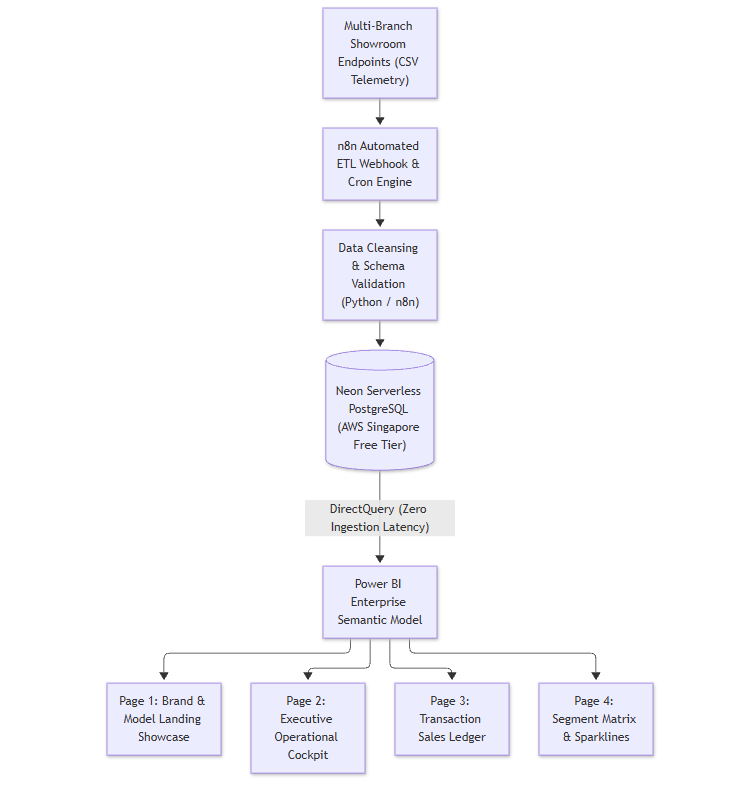 Multi-Branch
Showroom
Endpoints (CSV
Telemetry)
n8n Automated
ETL Webhook &
Cron Engine
Data Cleansing
& Schema
Validation
(Python / n8n)
Neon Serverless
PostgreSQL
(AWS Singapore
Free Tier)
DirectQuery (Zero
Ingestion Latency)
Power BI
Enterprise
Semantic Model
Page 1: Brand &
Model Landing
Showcase
Page 2:
Executive
Operational
Cockpit
Page 3:
Transaction
Sales Ledger
Page 4:
Segment Matrix
& Sparklines